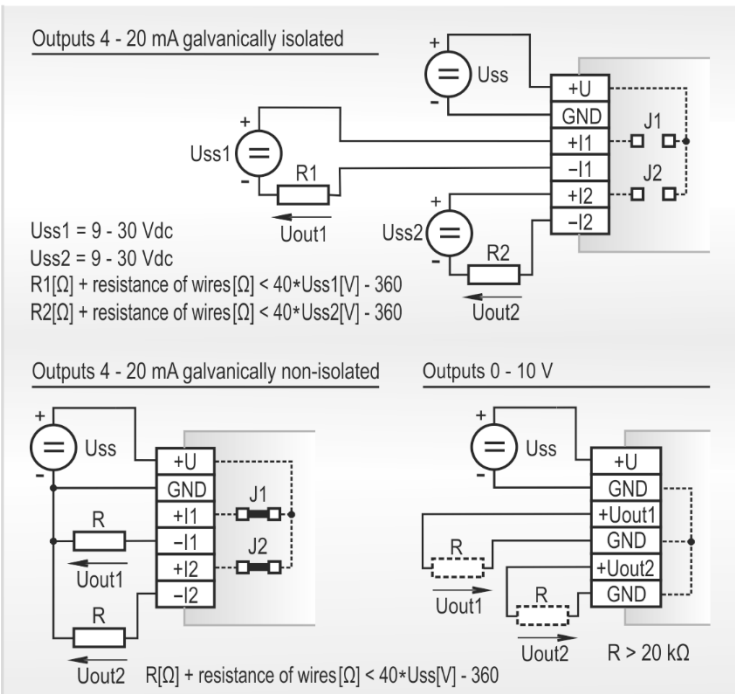 Outputs 4 - 20 mA galvanically isolated
+
Uss
-
+U
GND
+I1
−I1
+I2
−I2
J1
J2
+
Uss1
-
R1
Uout1
+
Uss2
-
R2
Uout2
Uss1 = 9 - 30 Vdc
Uss2 = 9 - 30 Vdc
R1[Ω] + resistance of wires[Ω] < 40*Uss1[V] - 360
R2[Ω] + resistance of wires[Ω] < 40*Uss2[V] - 360
Outputs 4 - 20 mA galvanically non-isolated
+
Uss
-
+U
GND
+I1
−I1
+I2
−I2
J1
J2
R
Uout1
R
Uout2
R[Ω] + resistance of wires[Ω] < 40*Uss[V] - 360
Outputs 0 - 10 V
+
Uss
-
+U
GND
+Uout1
GND
+Uout2
GND
R
Uout1
R
Uout2
R > 20 kΩ